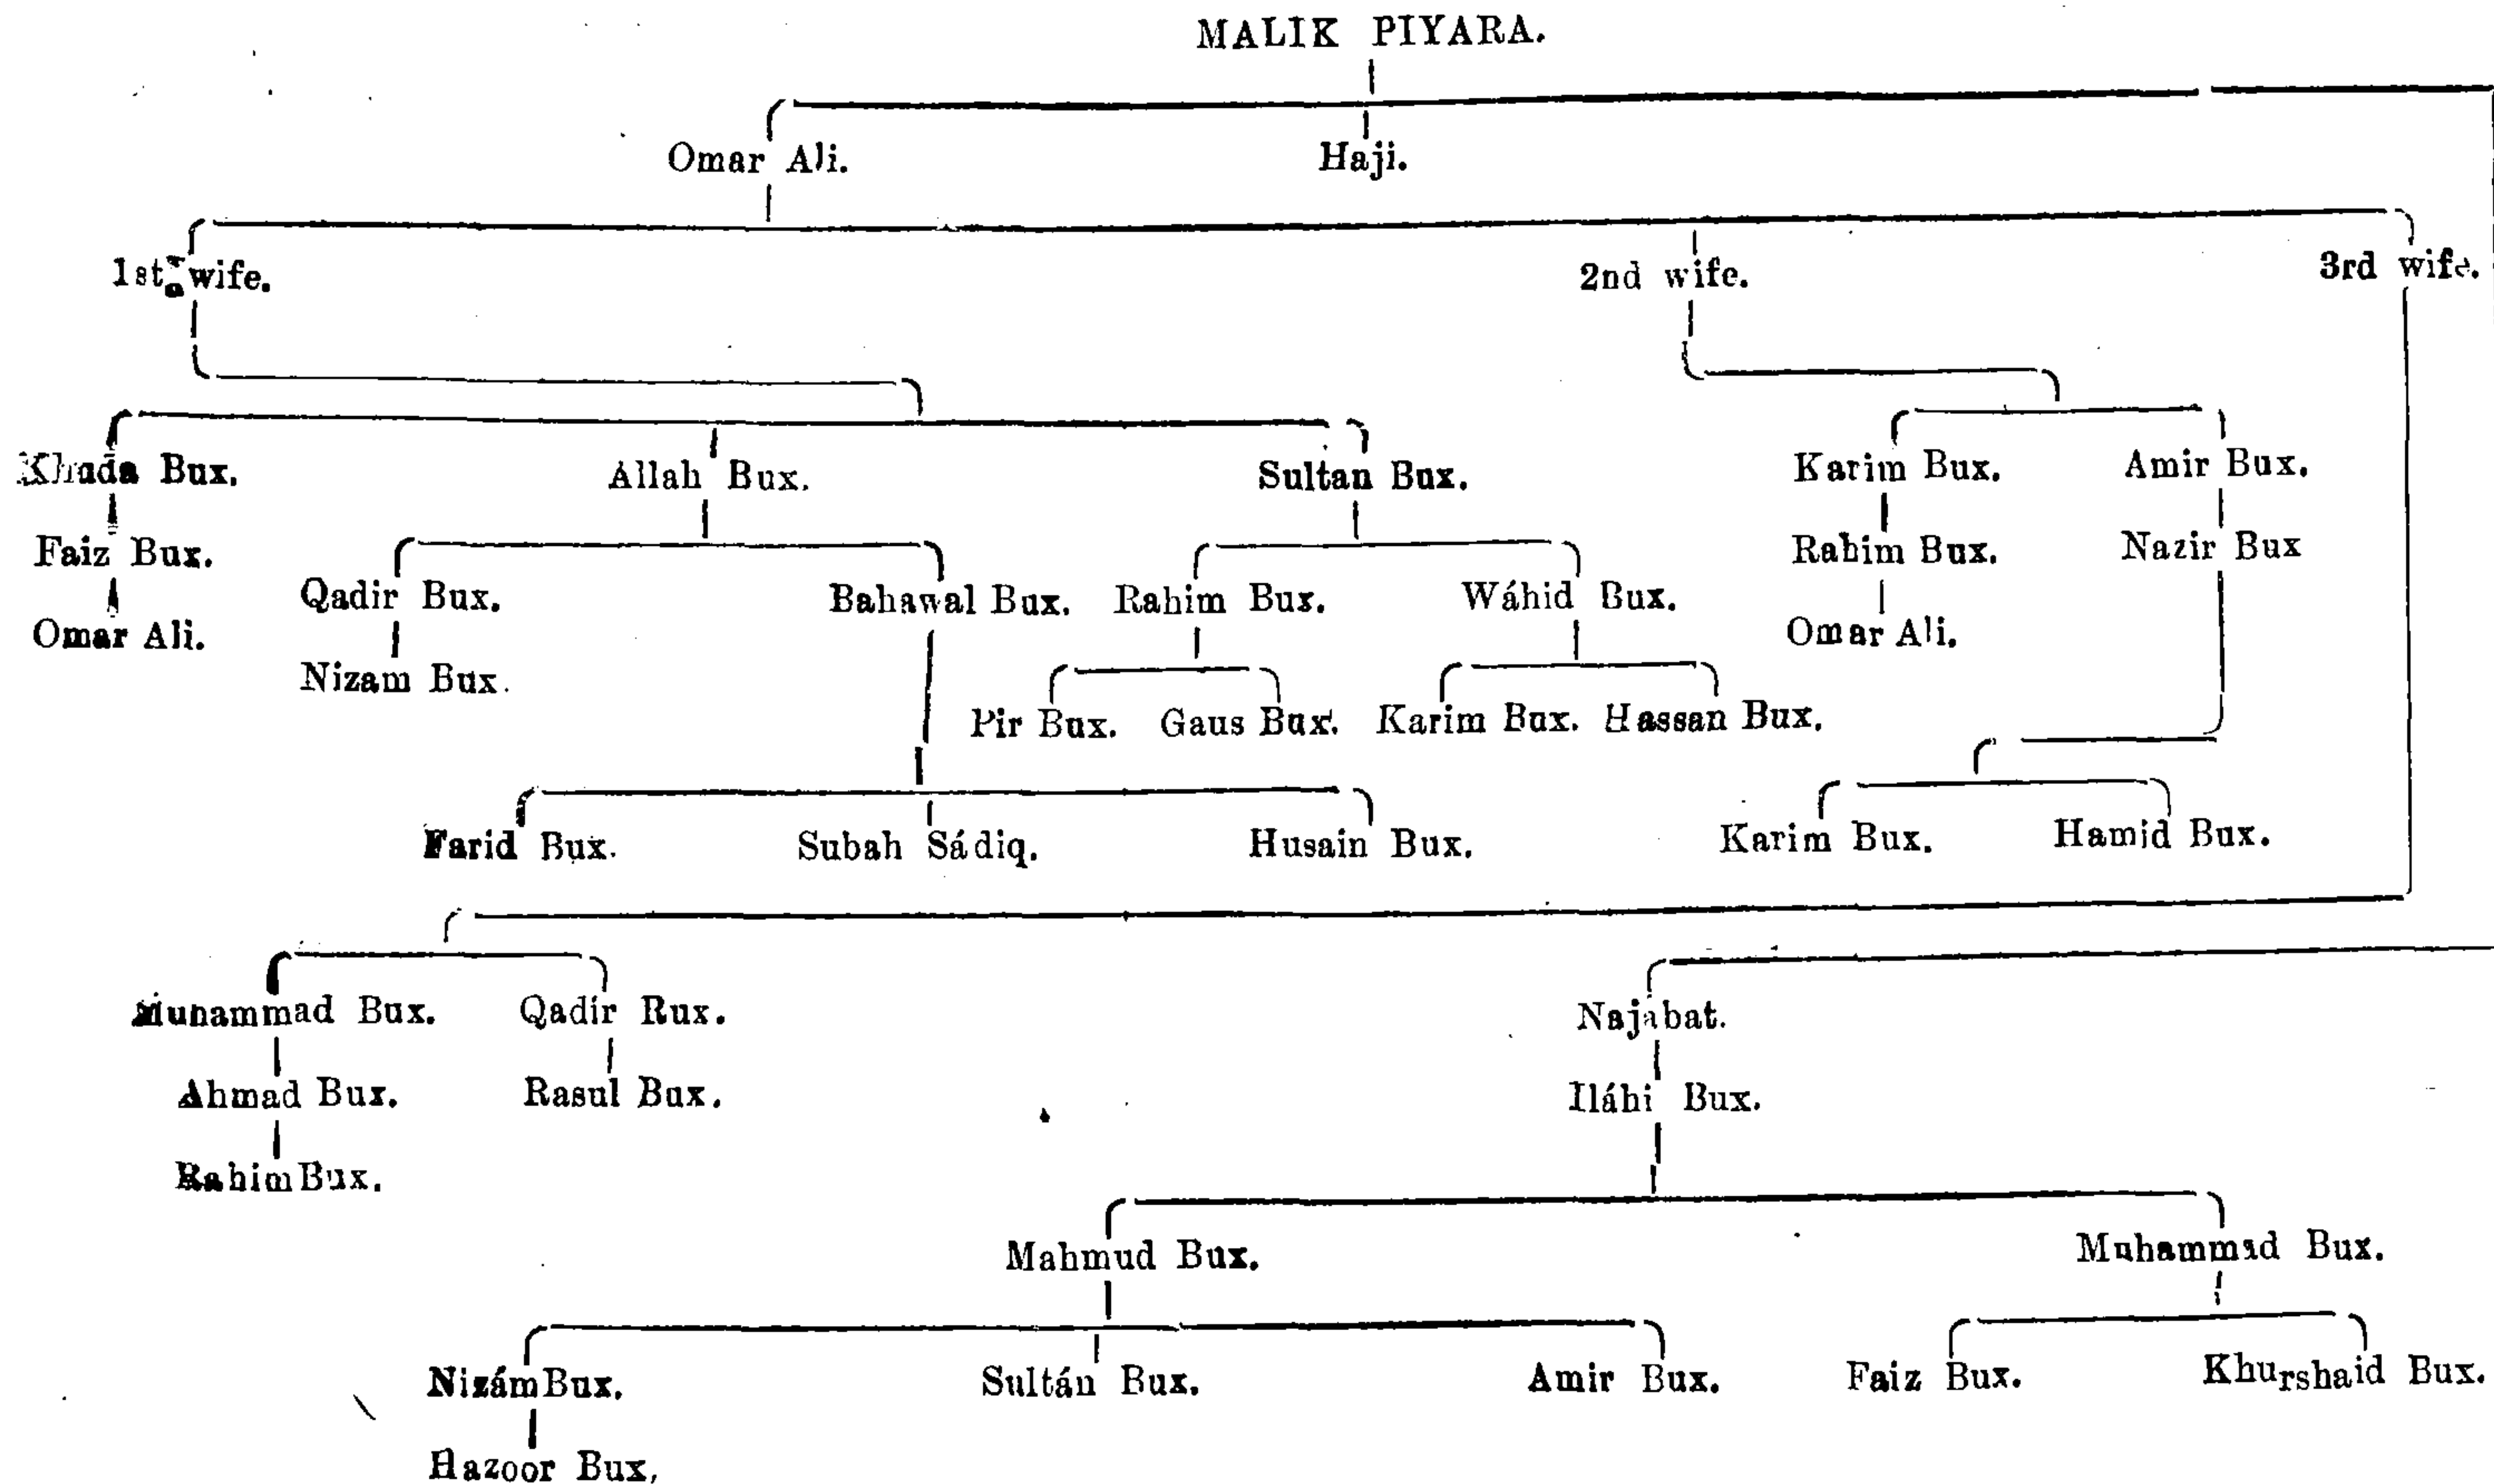 MALIK PIYARA.
Omar Ali. Haji.
1st wife. 2nd wife. 3rd wife.
Khuda Bux. Allah Bux. Sultan Bux. Karim Bux. Amir Bux.
Faiz Bux. Rahim Bux. Nazir Bux
Qadir Bux. Bahawal Bux. Rahim Bux. Wáhid Bux.
Omar Ali. Omar Ali.
Nizam Bux.
Pir Bux. Gaus Bux. Karim Bux. Hassan Bux.
Farid Bux. Subah Sádiq. Husain Bux. Karim Bux. Hamid Bux.
Muhammad Bux. Qadir Rux. Najabat.
Ahmad Bux. Rasul Bux. Iláhi Bux.
Rahim Bux.
Mahmud Bux. Muhammad Bux.
Nizám Bux. Sultán Bux. Amir Bux. Faiz Bux. Khurshaid Bux.
Hazoor Bux,